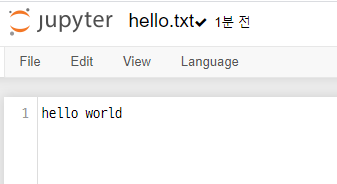 jupyter hello.txt✔ 1분 전
File Edit View Language
1 hello world